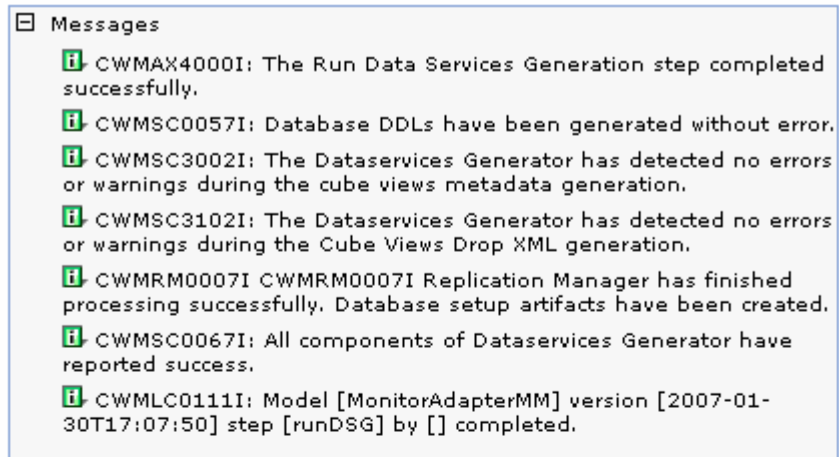 Messages
CWMAX4000I: The Run Data Services Generation step completed
successfully.
CWMSC0057I: Database DDLs have been generated without error.
CWMSC3002I: The Dataservices Generator has detected no errors
or warnings during the cube views metadata generation.
CWMSC3102I: The Dataservices Generator has detected no errors
or warnings during the Cube Views Drop XML generation.
CWMRM0007I CWMRM0007I Replication Manager has finished
processing successfully. Database setup artifacts have been created.
CWMSC0067I: All components of Dataservices Generator have
reported success.
CWMLC0111I: Model [MonitorAdapterMM] version [2007-01-
30T17:07:50] step [runDSG] by [] completed.